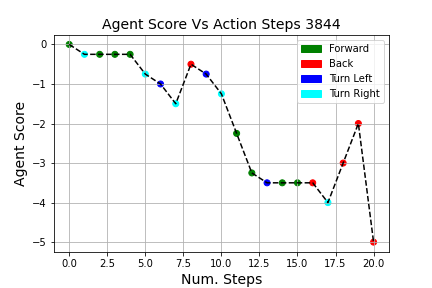 Agent Score Vs Action Steps 3844
Agent Score
0
−1
−2
−3
−4
−5
Forward
Back
Turn Left
Turn Right
0.0 2.5 5.0 7.5 10.0 12.5 15.0 17.5 20.0
Num. Steps